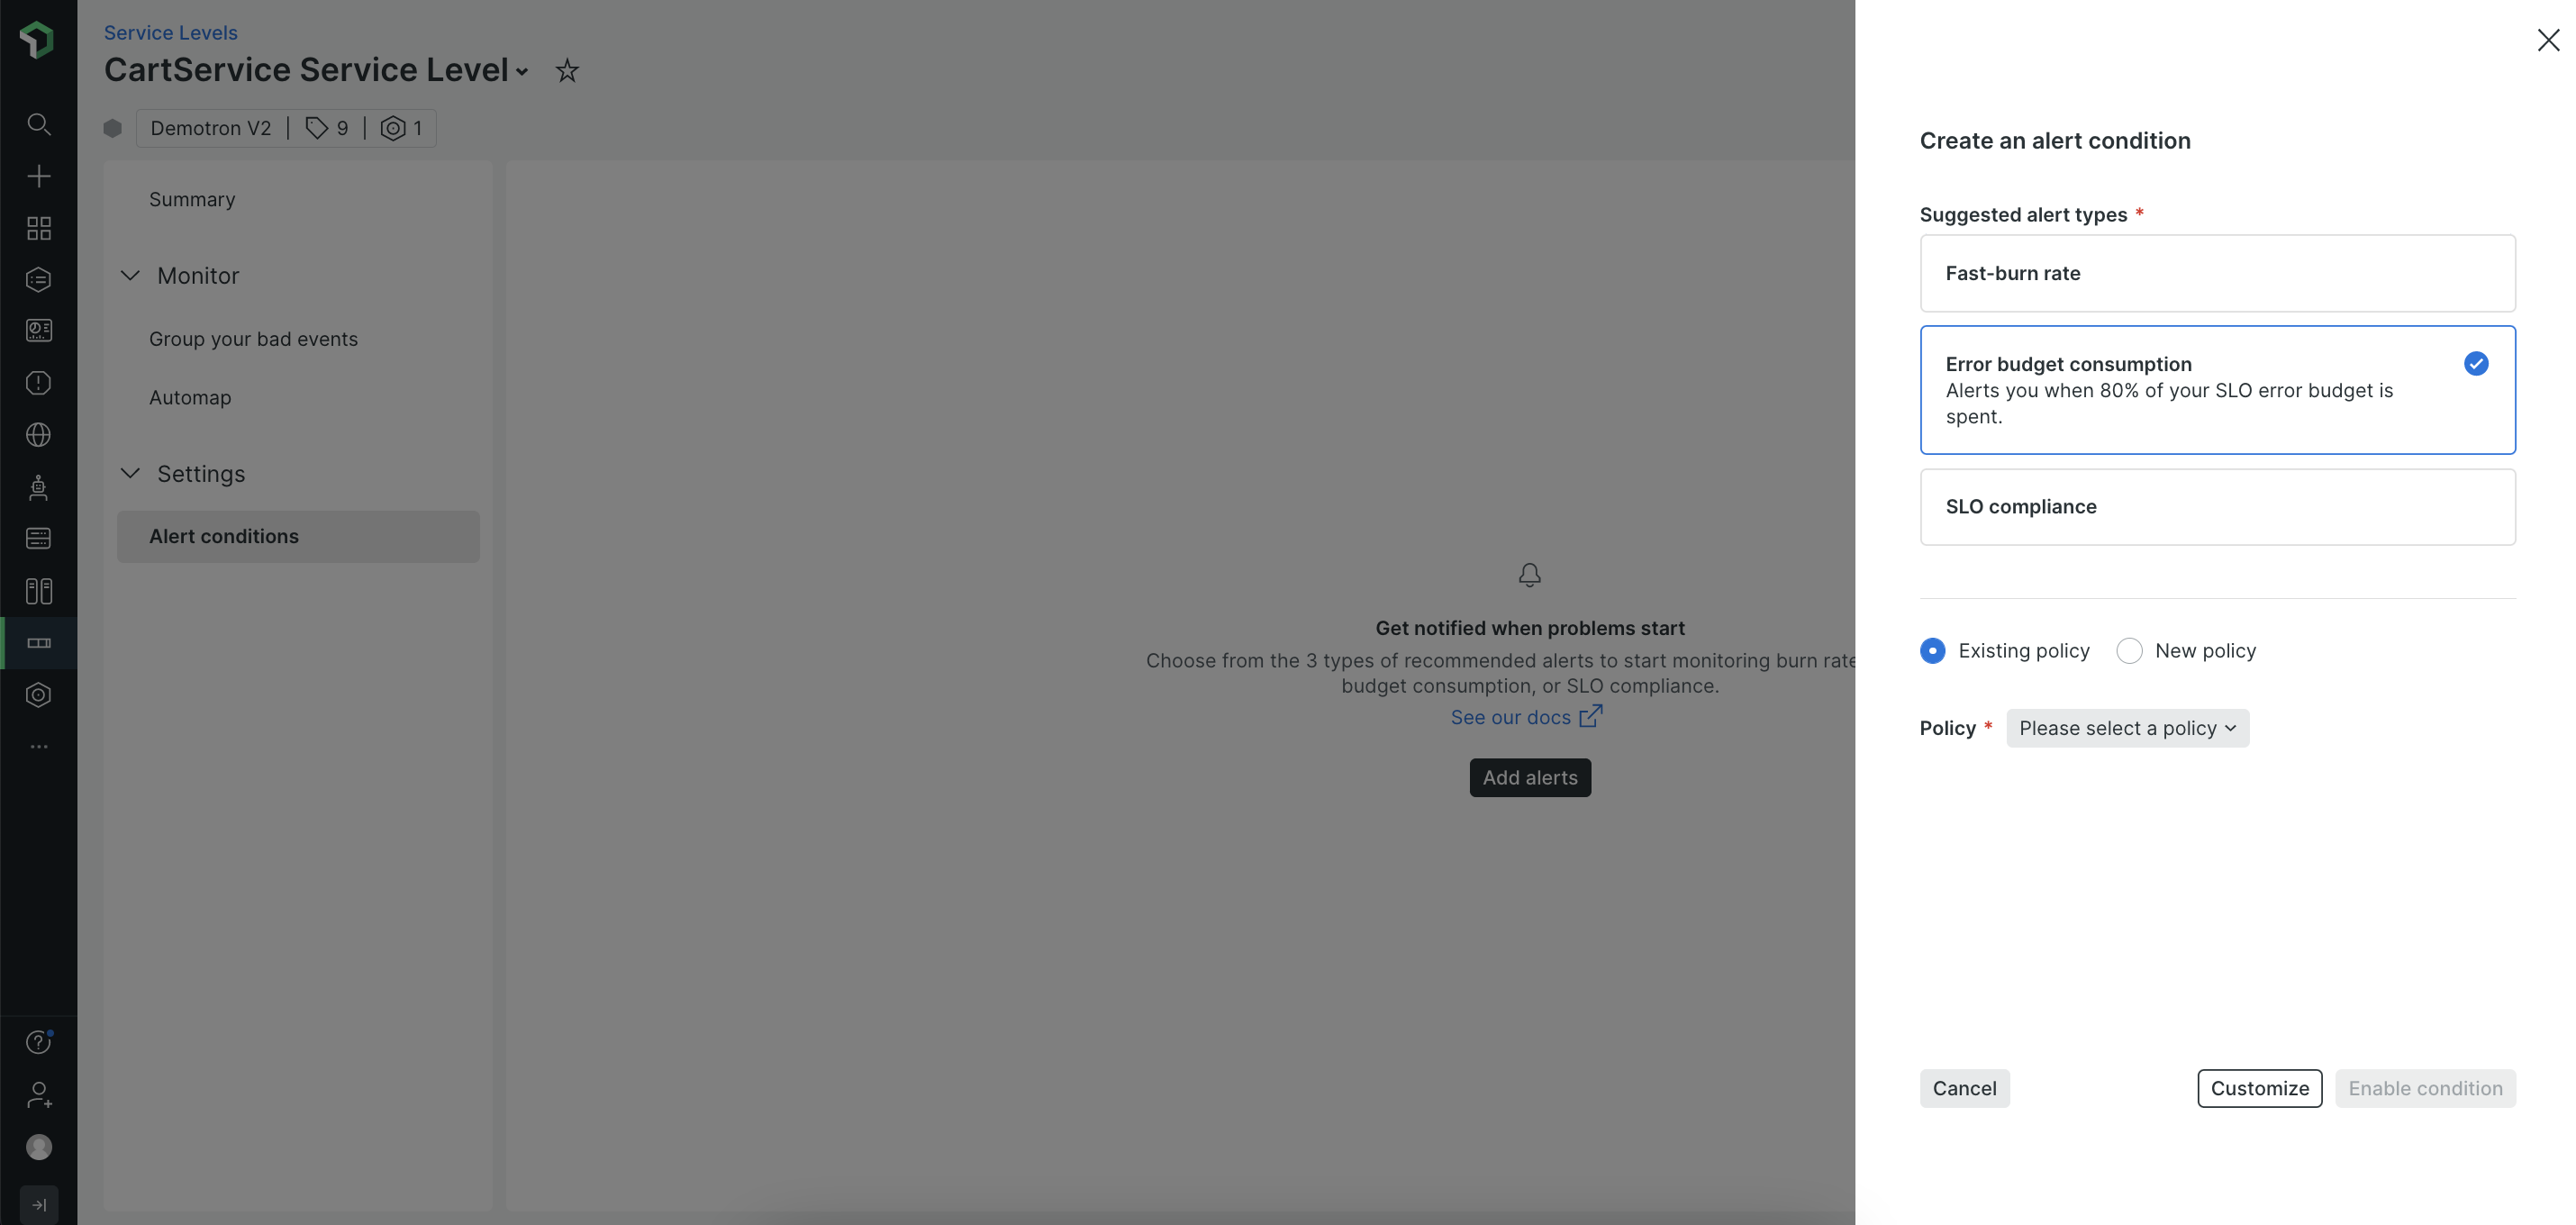 Service Levels
CartService Service Level
Demotron V2 | 9 | 1
Summary
Monitor
Group your bad events
Automap
Settings
Alert conditions
Get notified when problems start
Choose from the 3 types of recommended alerts to start monitoring burn rate
budget consumption, or SLO compliance.
See our docs
Add alerts
Create an alert condition
Suggested alert types *
Fast-burn rate
Error budget consumption
Alerts you when 80% of your SLO error budget is
spent.
SLO compliance
Existing policy New policy
Policy * Please select a policy
Cancel Customize Enable condition